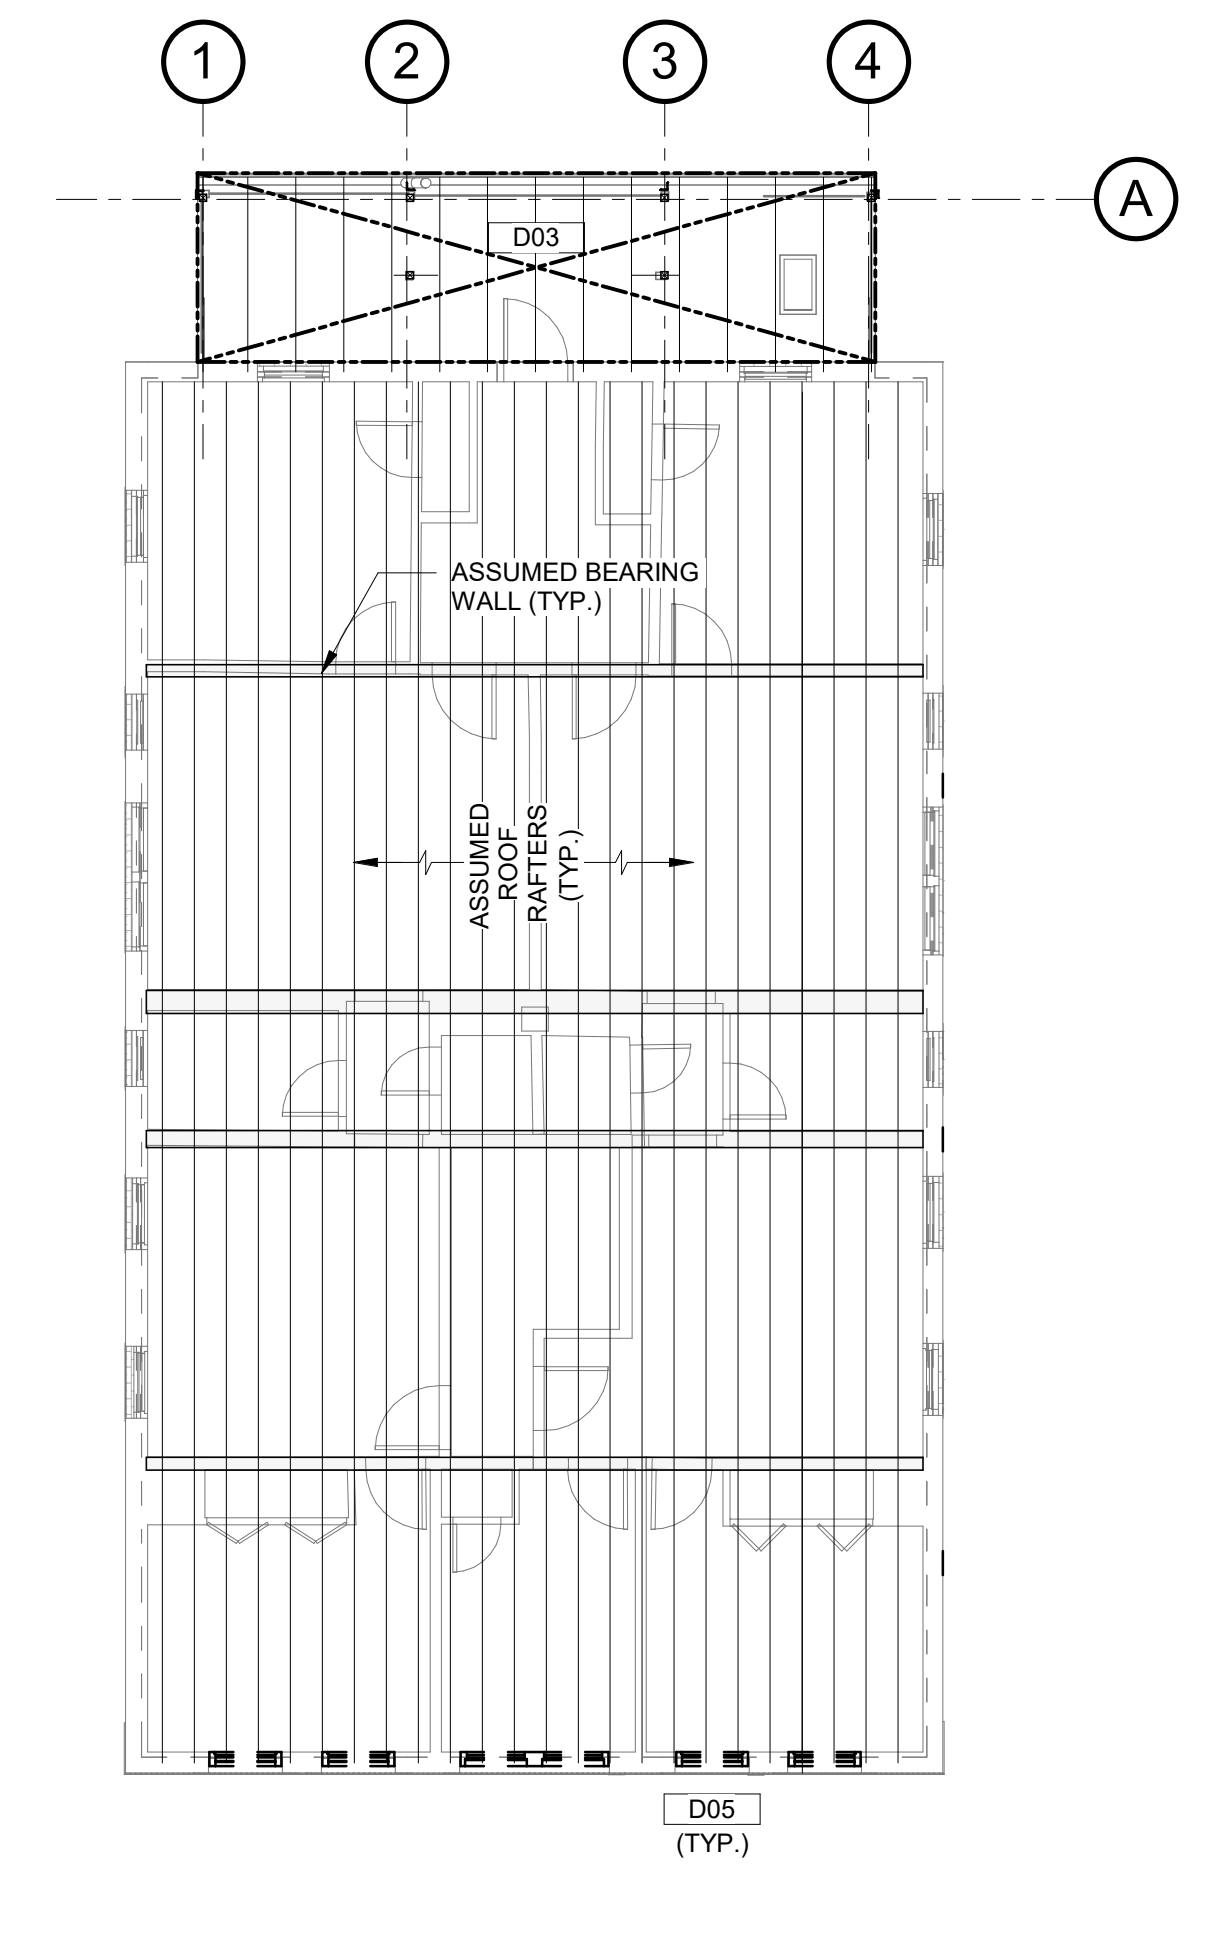 1
2
3
4
A
D03
ASSUMED BEARING
WALL (TYP.)
ASSUMED
ROOF
RAFTERS
(TYP.)
D05
(TYP.)